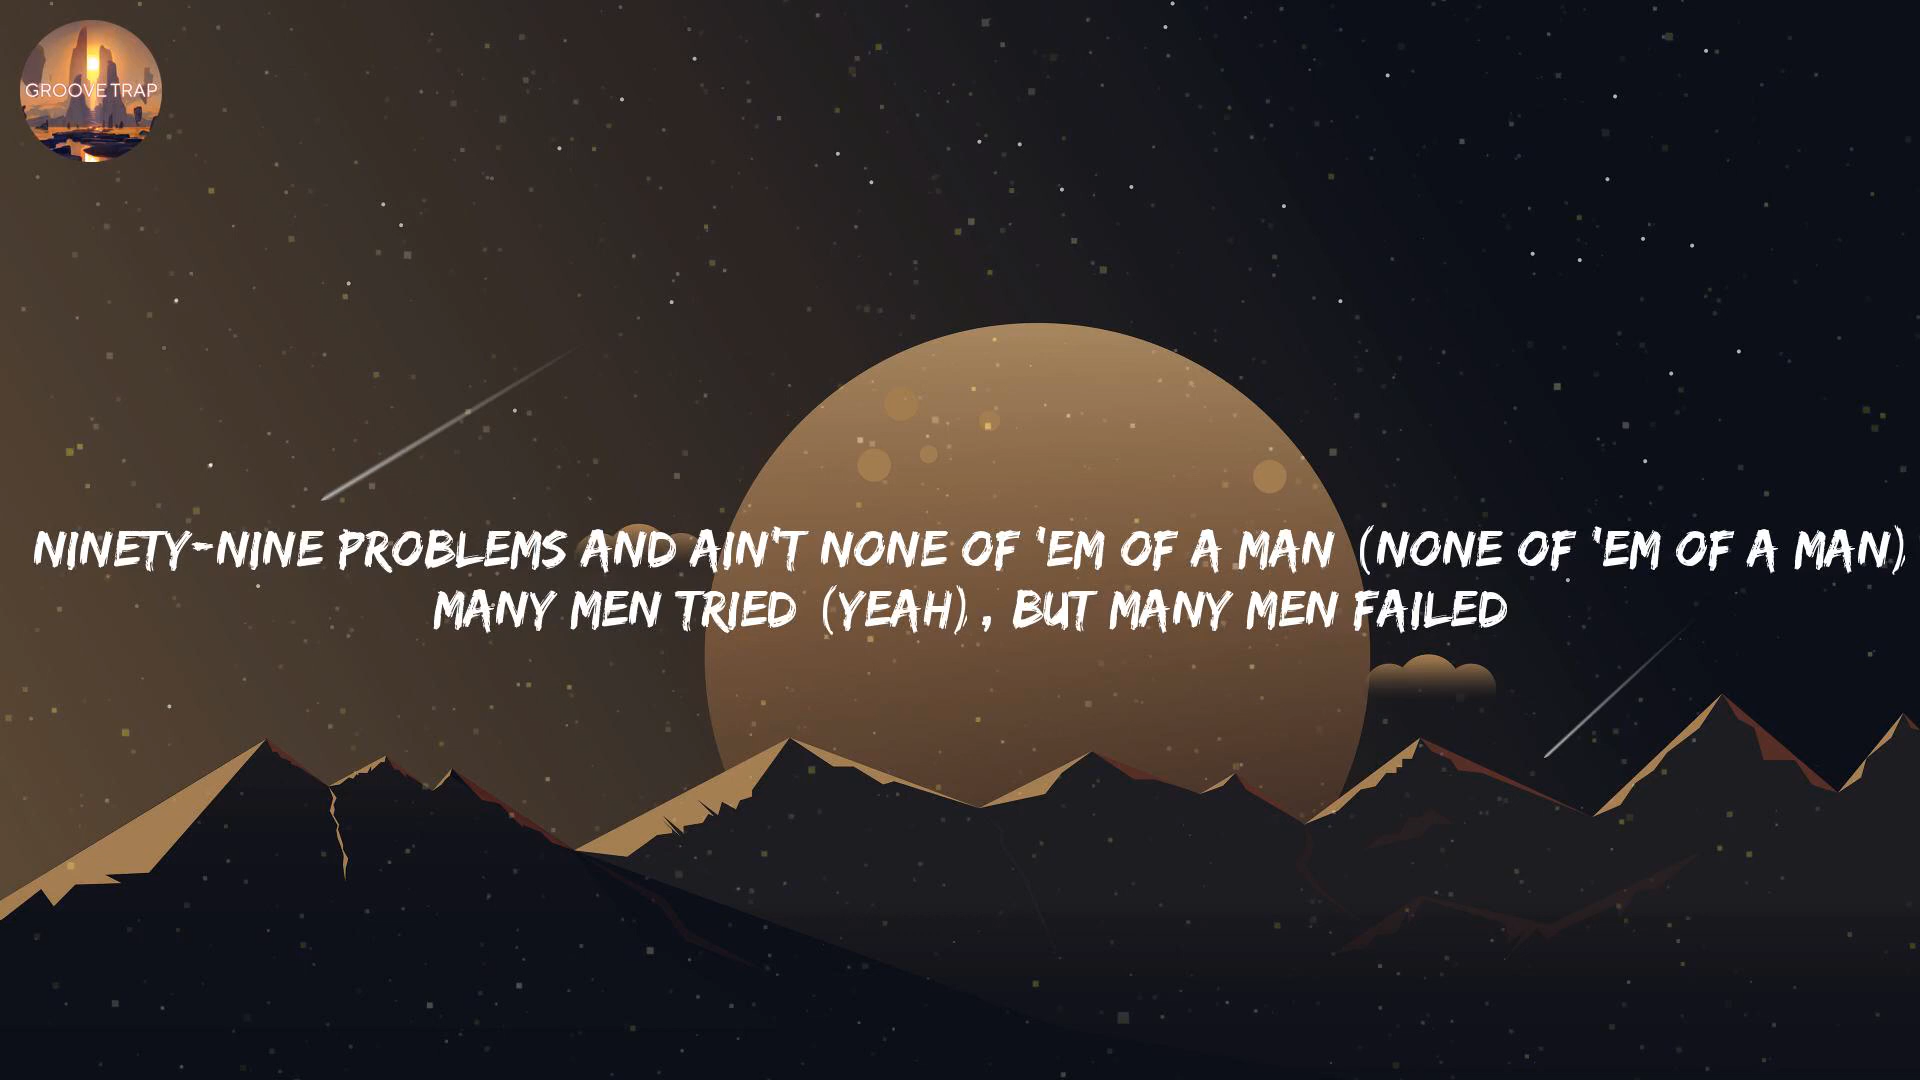 GROOVE TRAP
NINETY-NINE PROBLEMS AND AIN'T NONE OF 'EM OF A MAN (NONE OF 'EM OF A MAN)
MANY MEN TRIED (YEAH), BUT MANY MEN FAILED